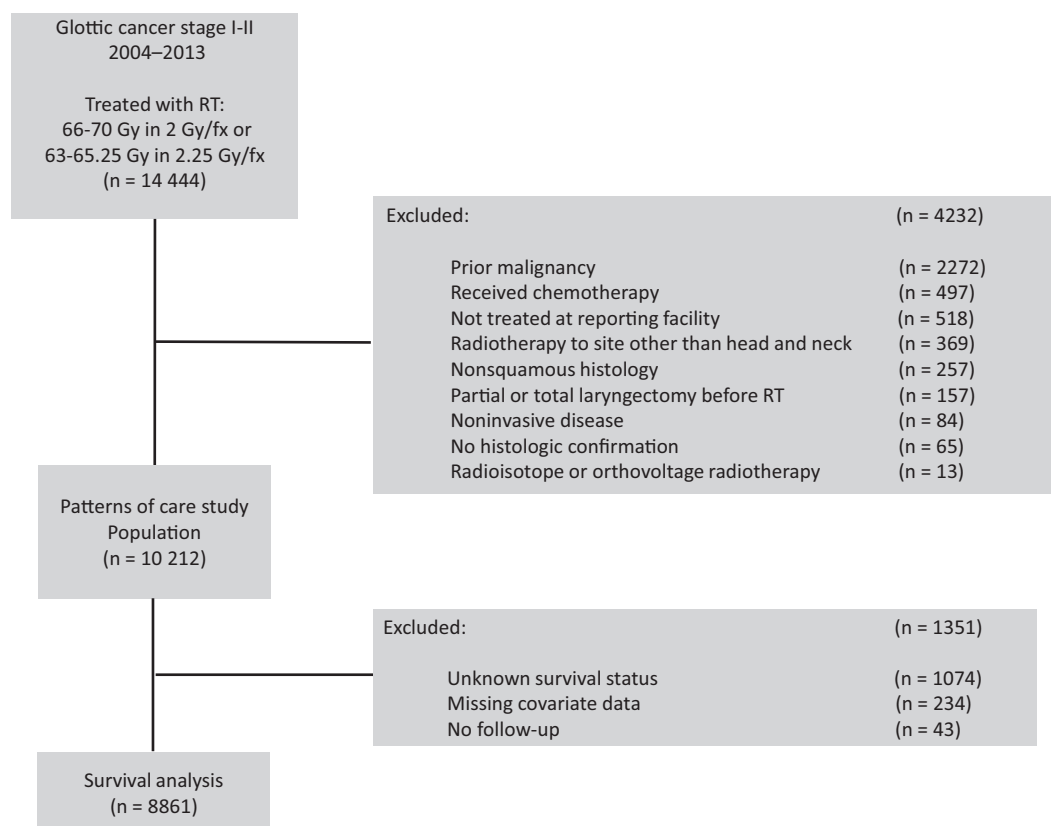 Glottic cancer stage I-II
2004–2013
Treated with RT:
66-70 Gy in 2 Gy/fx or
63-65.25 Gy in 2.25 Gy/fx
(n = 14 444)
Excluded: (n = 4232)
Prior malignancy (n = 2272)
Received chemotherapy (n = 497)
Not treated at reporting facility (n = 518)
Radiotherapy to site other than head and neck (n = 369)
Nonsquamous histology (n = 257)
Partial or total laryngectomy before RT (n = 157)
Noninvasive disease (n = 84)
No histologic confirmation (n = 65)
Radioisotope or orthovoltage radiotherapy (n = 13)
Patterns of care study
Population
(n = 10 212)
Excluded: (n = 1351)
Unknown survival status (n = 1074)
Missing covariate data (n = 234)
No follow-up (n = 43)
Survival analysis
(n = 8861)